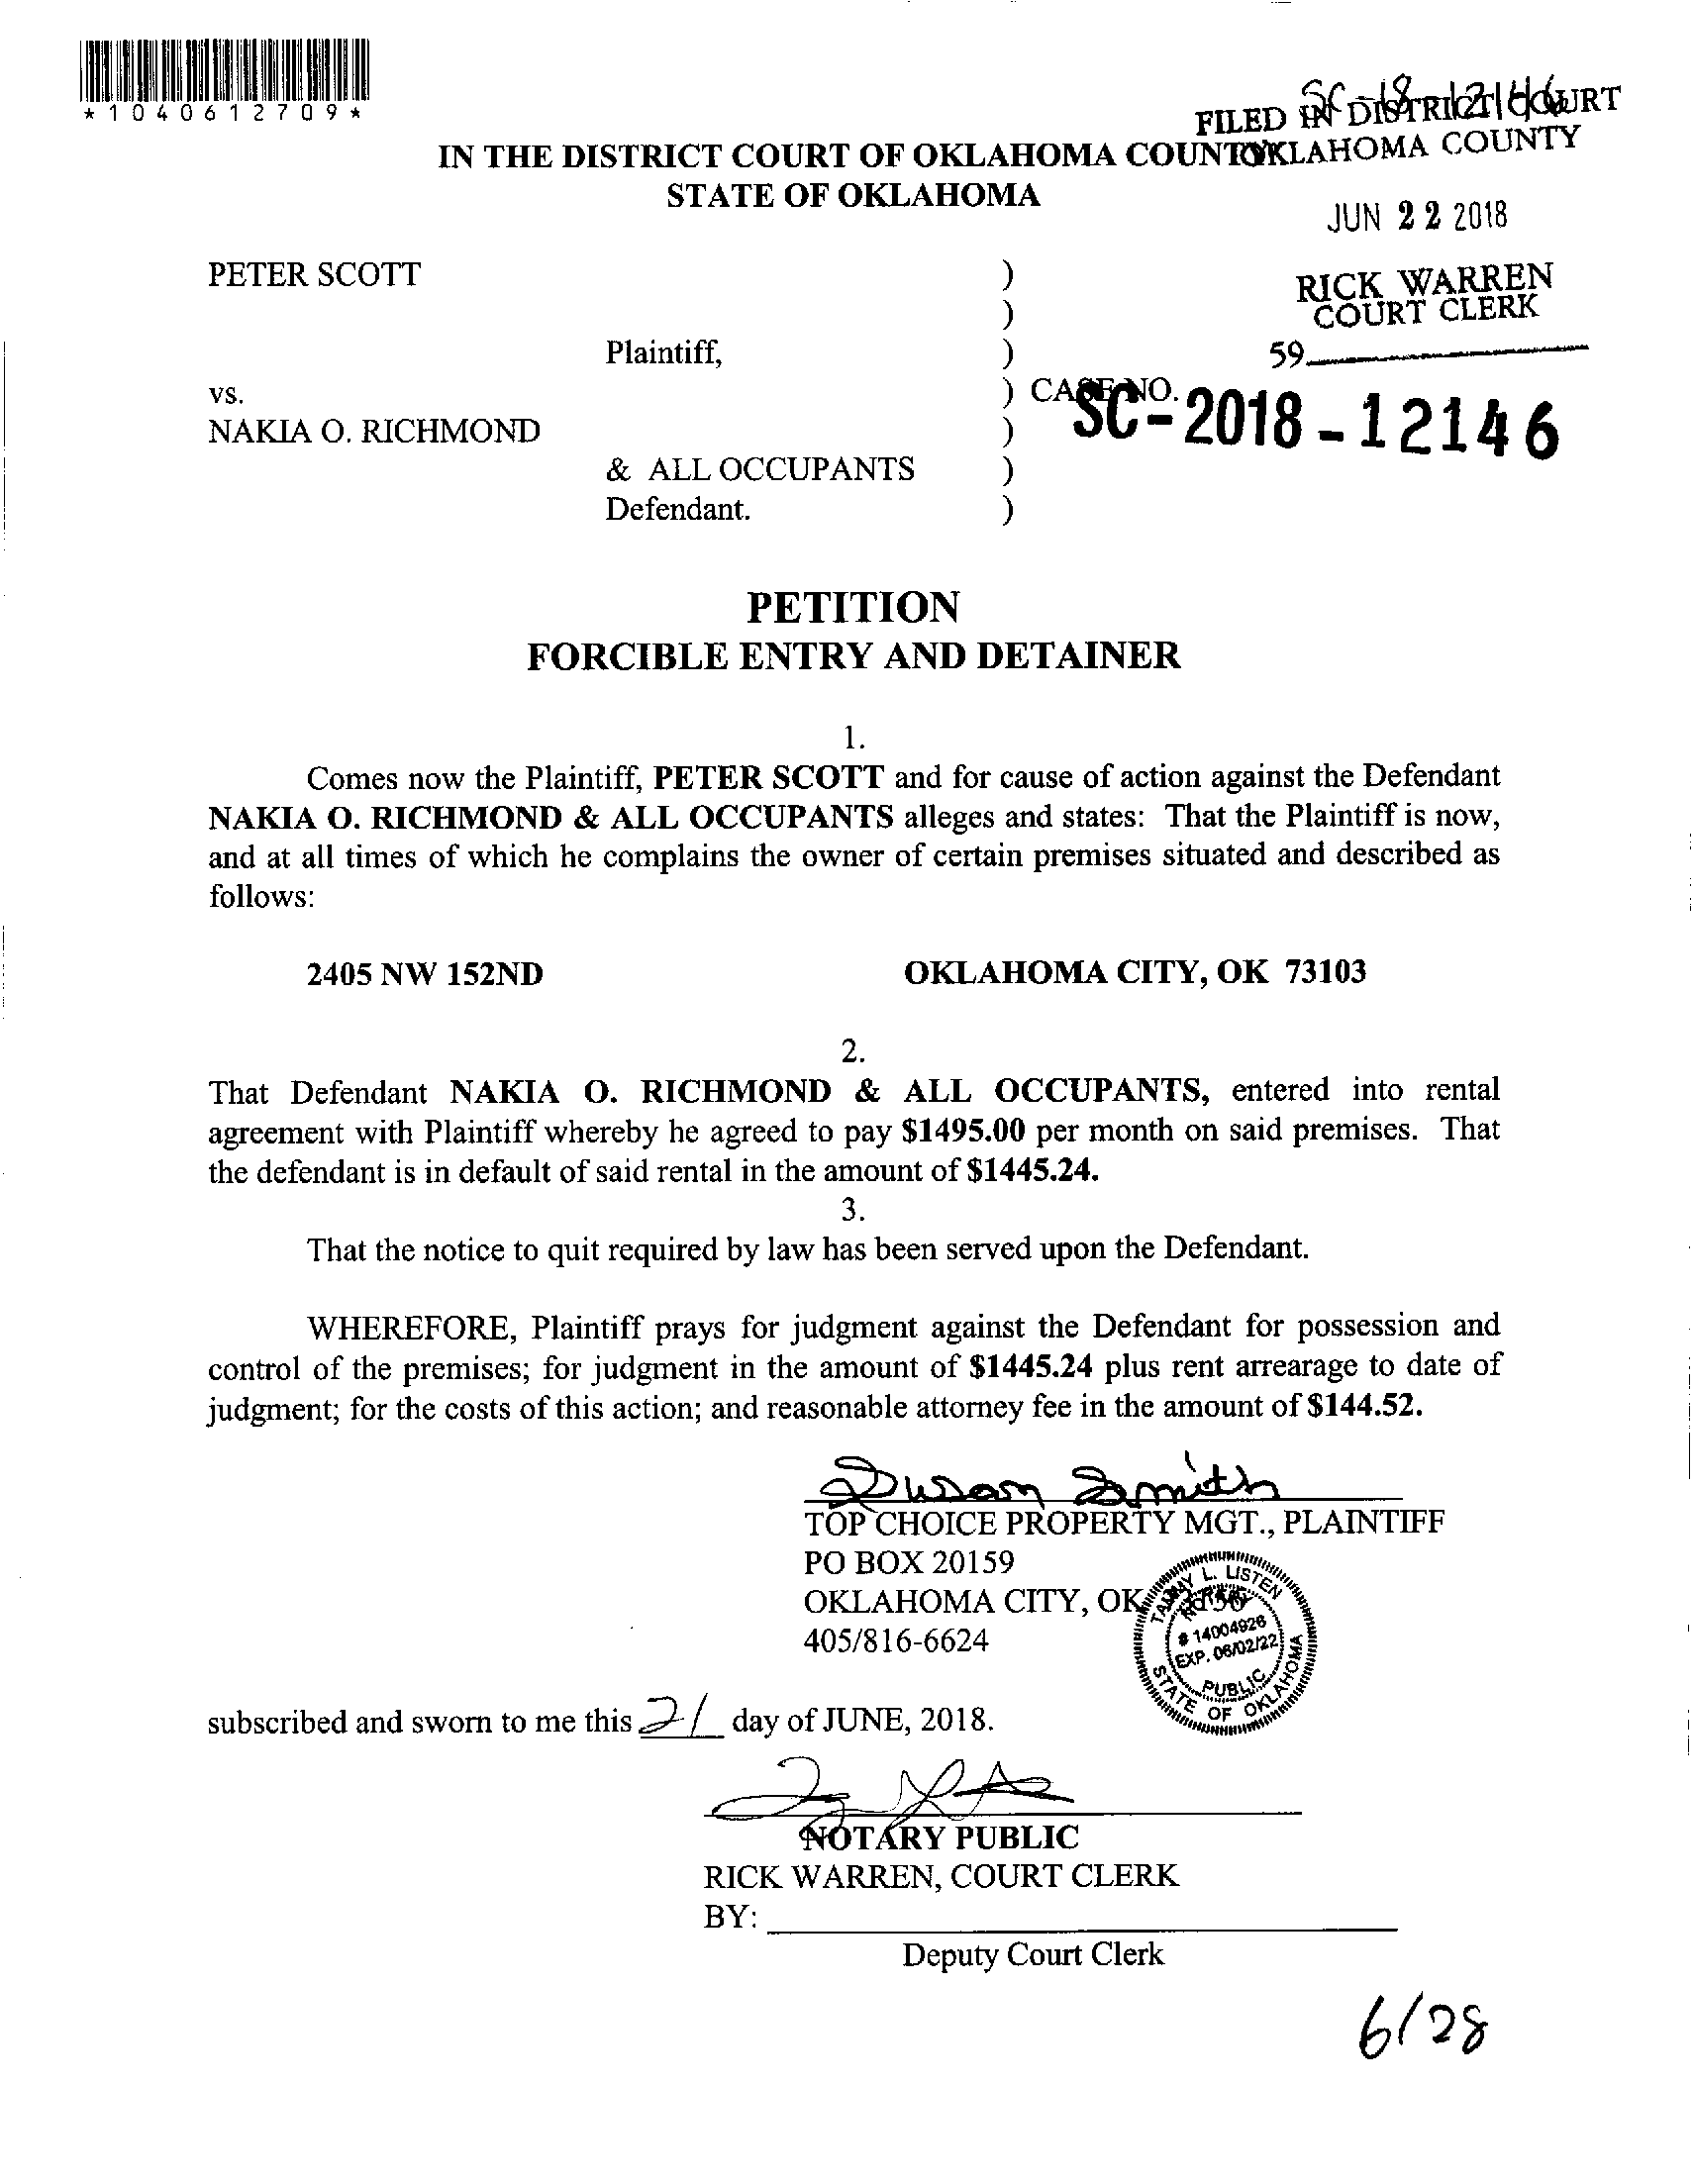 *1040612709*
SC-18-12146
FILED IN DISTRICT COURT
OKLAHOMA COUNTY
IN THE DISTRICT COURT OF OKLAHOMA COUNTY
STATE OF OKLAHOMA
JUN 22 2018
PETER SCOTT )
RICK WARREN
COURT CLERK
)
Plaintiff, )
59
vs. ) CASE NO.
SC-2018-12146
NAKIA O. RICHMOND )
& ALL OCCUPANTS )
Defendant. )
PETITION
FORCIBLE ENTRY AND DETAINER
1.
Comes now the Plaintiff, PETER SCOTT and for cause of action against the Defendant
NAKIA O. RICHMOND & ALL OCCUPANTS alleges and states: That the Plaintiff is now,
and at all times of which he complains the owner of certain premises situated and described as
follows:
2405 NW 152ND OKLAHOMA CITY, OK 73103
2.
That Defendant NAKIA O. RICHMOND & ALL OCCUPANTS, entered into rental
agreement with Plaintiff whereby he agreed to pay $1495.00 per month on said premises. That
the defendant is in default of said rental in the amount of $1445.24.
3.
That the notice to quit required by law has been served upon the Defendant.
WHEREFORE, Plaintiff prays for judgment against the Defendant for possession and
control of the premises; for judgment in the amount of $1445.24 plus rent arrearage to date of
judgment; for the costs of this action; and reasonable attorney fee in the amount of $144.52.
Susan Smith
TOP CHOICE PROPERTY MGT., PLAINTIFF
PO BOX 20159
OKLAHOMA CITY, OK
405/816-6624
TAMMY L. LISTEN
# 14004926
EXP. 06/02/22
PUBLIC
STATE OF OKLAHOMA
subscribed and sworn to me this 21 day of JUNE, 2018.
NOTARY PUBLIC
RICK WARREN, COURT CLERK
BY:
Deputy Court Clerk
6/28